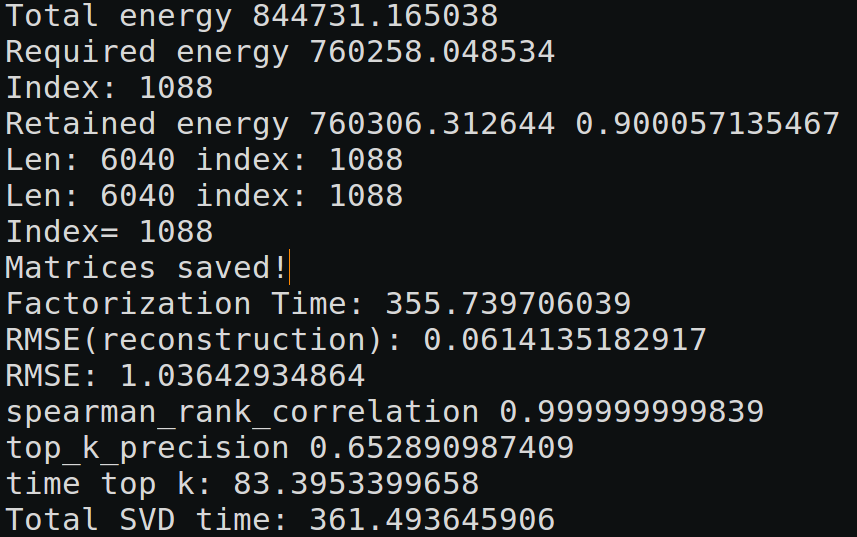 Total energy 844731.165038
Required energy 760258.048534
Index: 1088
Retained energy 760306.312644 0.900057135467
Len: 6040 index: 1088
Len: 6040 index: 1088
Index= 1088
Matrices saved!
Factorization Time: 355.739706039
RMSE(reconstruction): 0.0614135182917
RMSE: 1.03642934864
spearman_rank_correlation 0.999999999839
top_k_precision 0.652890987409
time top k: 83.3953399658
Total SVD time: 361.493645906